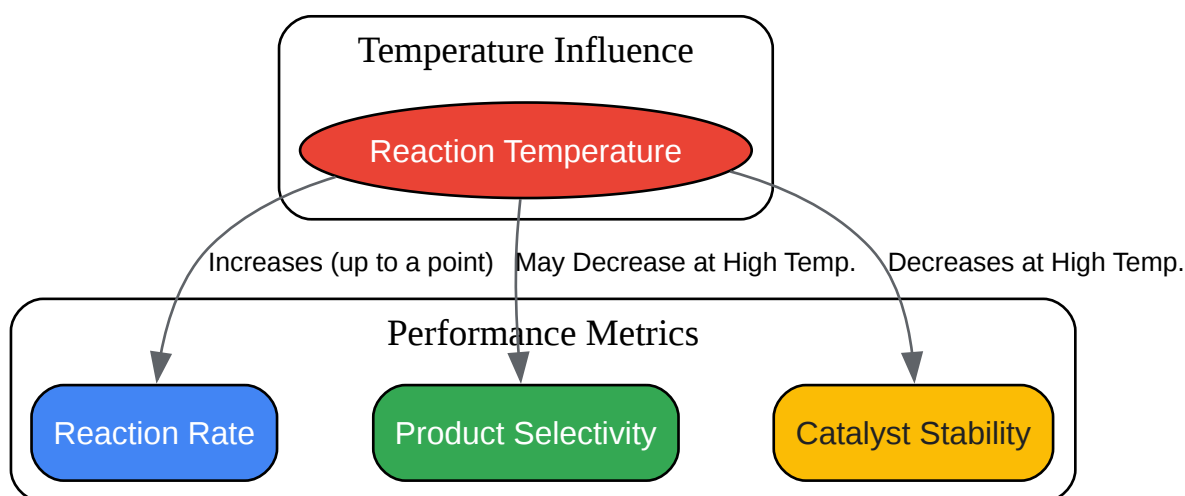 Temperature Influence
Reaction Temperature
Increases (up to a point)
May Decrease at High Temp.
Decreases at High Temp.
Performance Metrics
Reaction Rate
Product Selectivity
Catalyst Stability